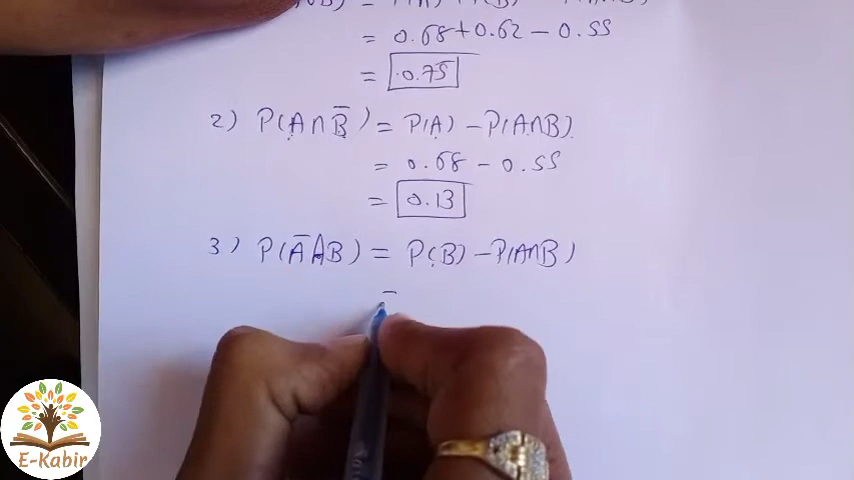 = 0.68 + 0.62 - 0.55
= 0.75
2) P(A∩B̅) = P(A) - P(A∩B)
= 0.68 - 0.55
= 0.13
3) P(A̅∩B) = P(B) - P(A∩B)
=
E-Kabir